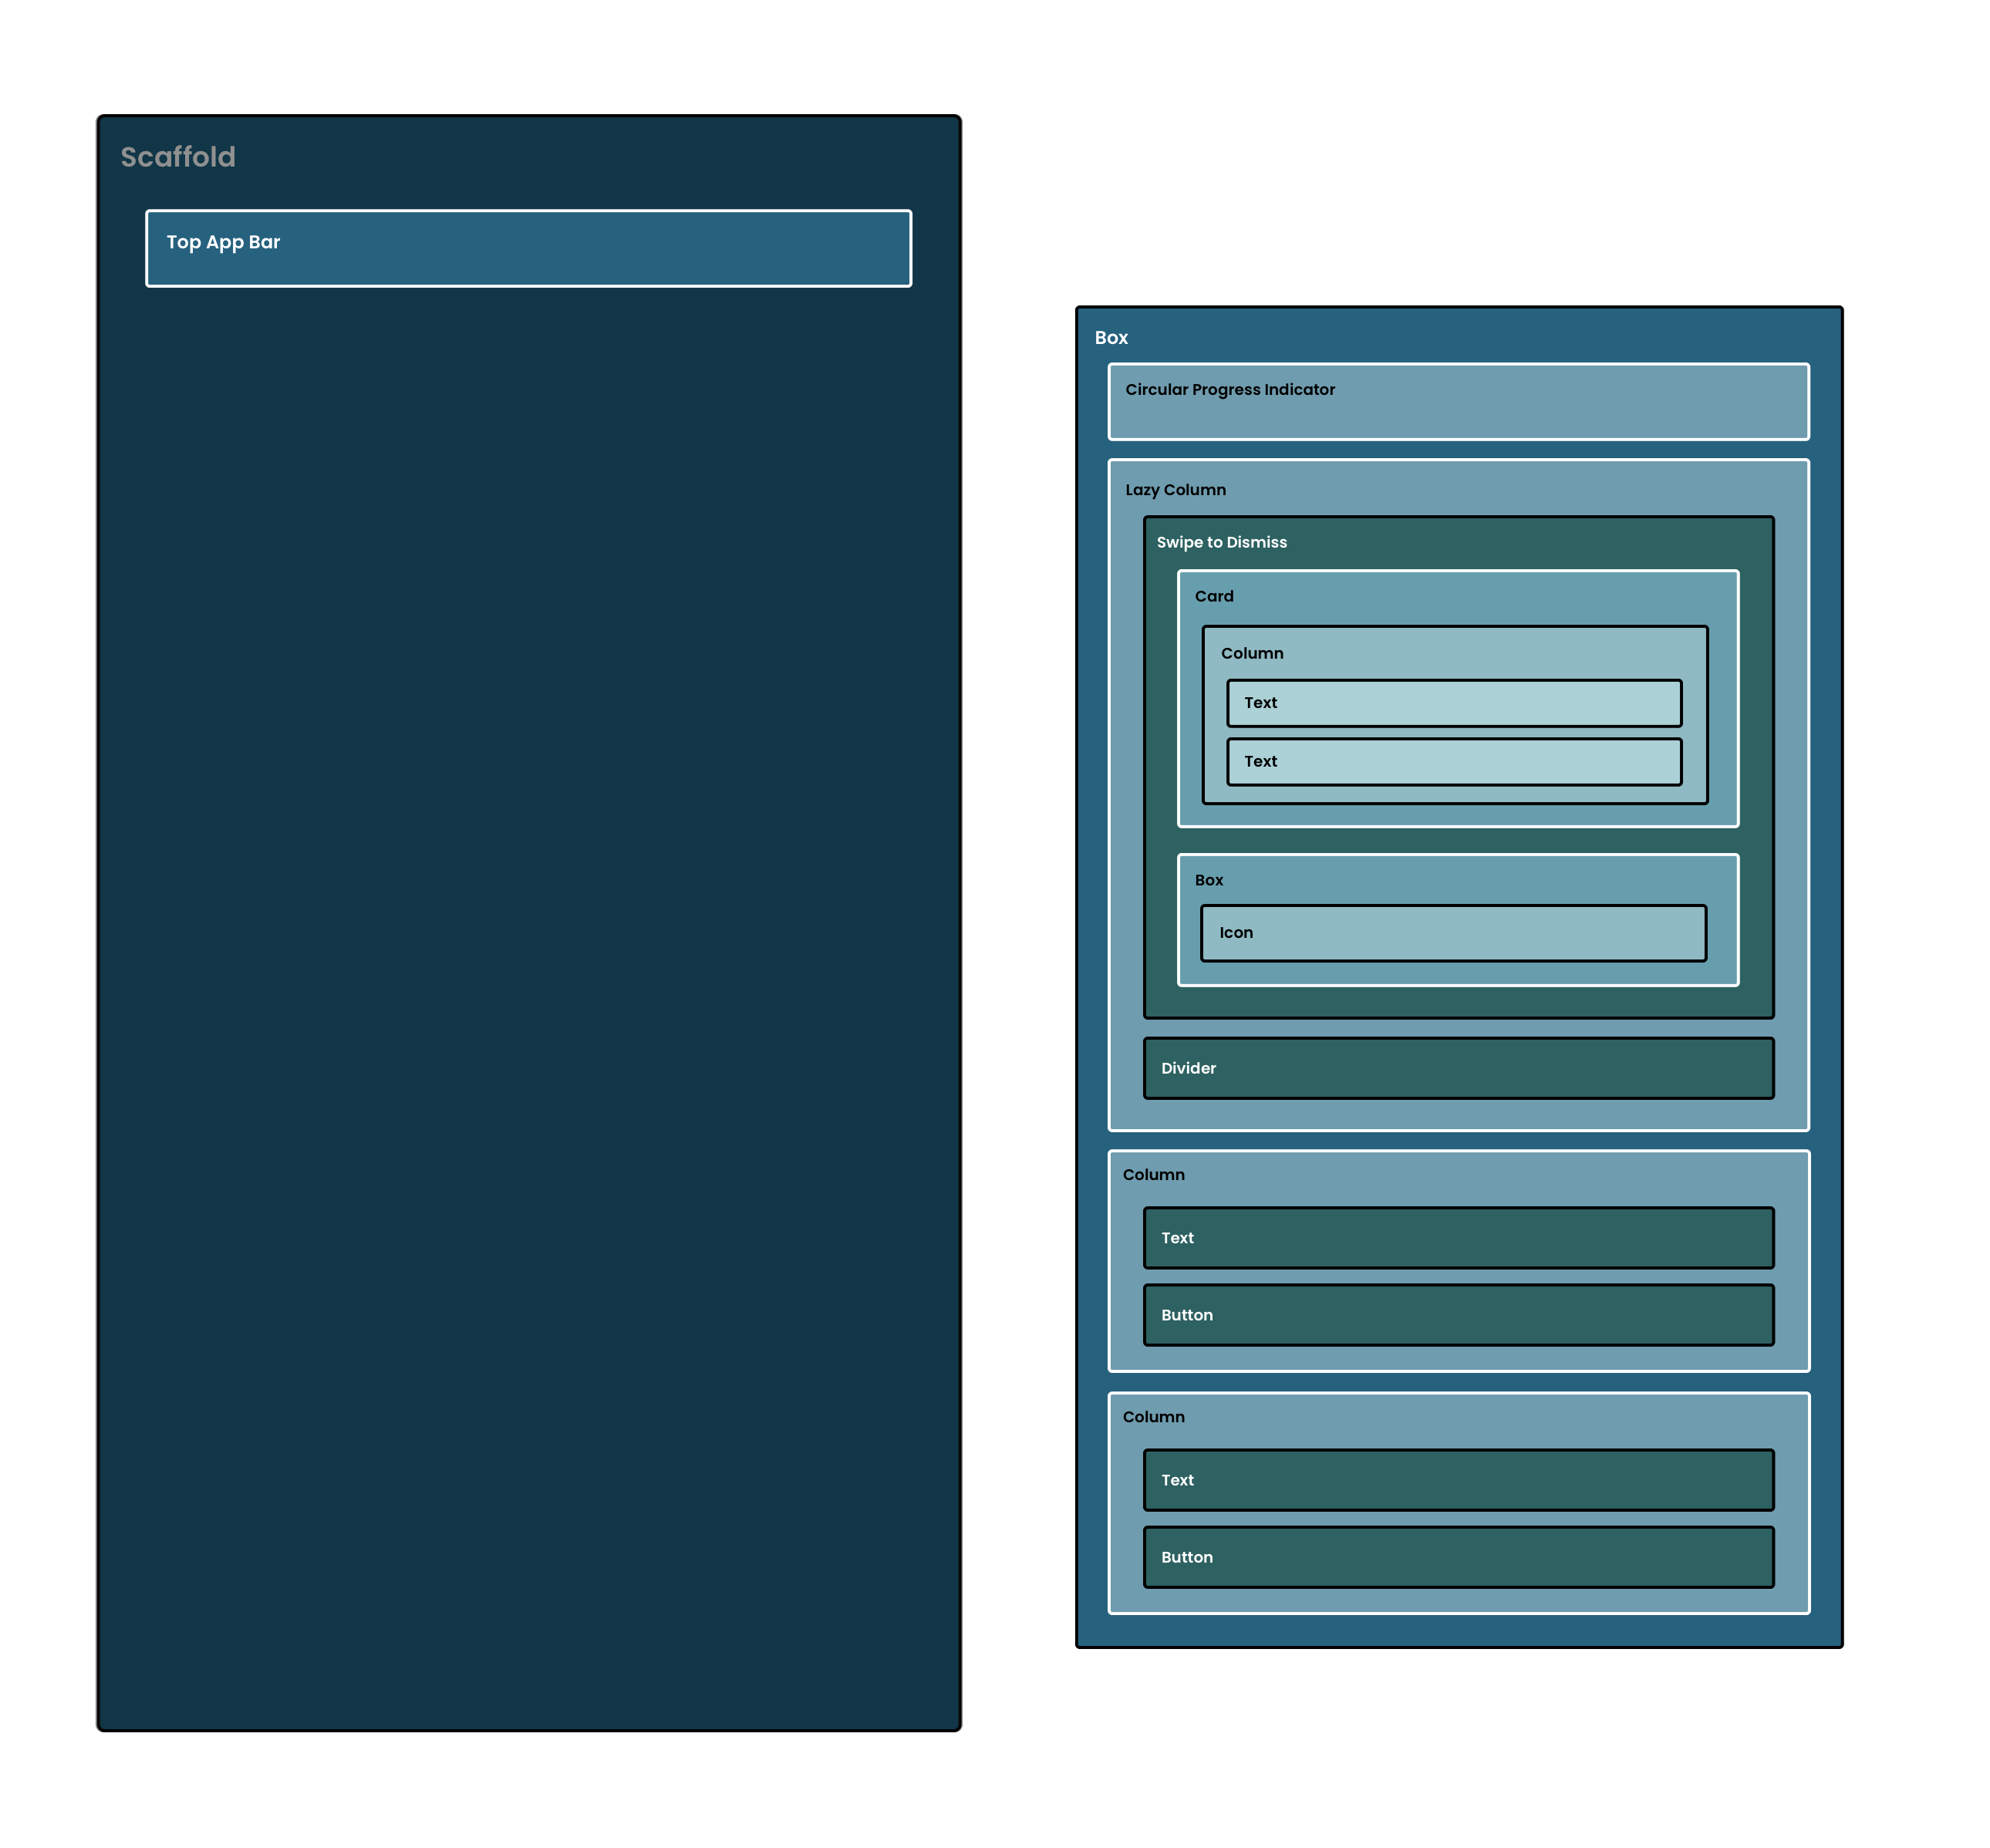 Scaffold
Top App Bar
Box
Circular Progress Indicator
Lazy Column
Swipe to Dismiss
Card
Column
Text
Text
Box
Icon
Divider
Column
Text
Button
Column
Text
Button